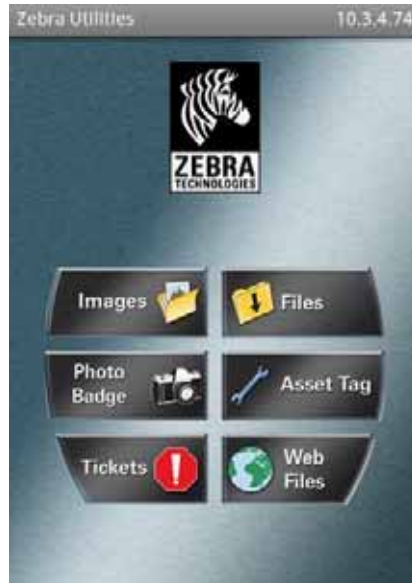 Zebra Utilities
10.3.4.74
ZEBRA
TECHNOLOGIES
Images
Files
Photo
Badge
Asset Tag
Tickets
Web
Files